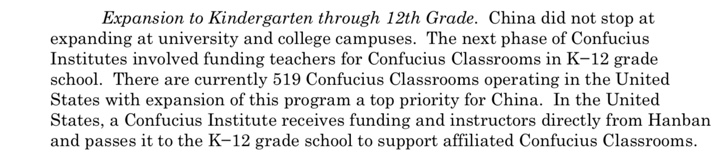 Expansion to Kindergarten through 12th Grade. China did not stop at
expanding at university and college campuses. The next phase of Confucius
Institutes involved funding teachers for Confucius Classrooms in K−12 grade
school. There are currently 519 Confucius Classrooms operating in the United
States with expansion of this program a top priority for China. In the United
States, a Confucius Institute receives funding and instructors directly from Hanban
and passes it to the K−12 grade school to support affiliated Confucius Classrooms.